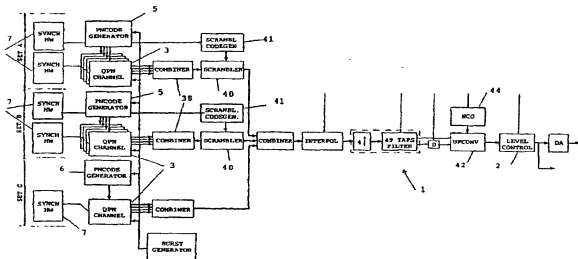 SET A
SET B
SET C
7
SYNCH HW
SYNCH HW
5
PNCODE GENERATOR
3
QPN CHANNEL
SCRAMBL CODEGEN
41
COMBINER
38
SCRAMBLER
40
7
SYNCH HW
SYNCH HW
PNCODE GENERATOR
5
QPN CHANNEL
3
SCRAMBL. CODEGEN.
41
COMBINER
SCRAMBLER
40
COMBINER
INTERPOL
4
49 TAPS FILTER
D
NCO
44
UPCONV
42
LEVEL CONTROL
2
DA
1
6
PNCODE GENERATOR
SYNCH HW
7
QPN CHANNEL
COMBINER
BURST GENERATOR